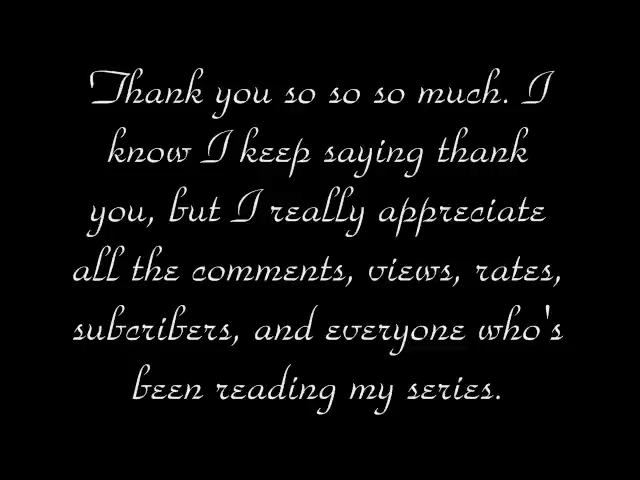 Thank you so so so much. I
know I keep saying thank
you, but I really appreciate
all the comments, views, rates,
subcribers, and everyone who's
been reading my series.